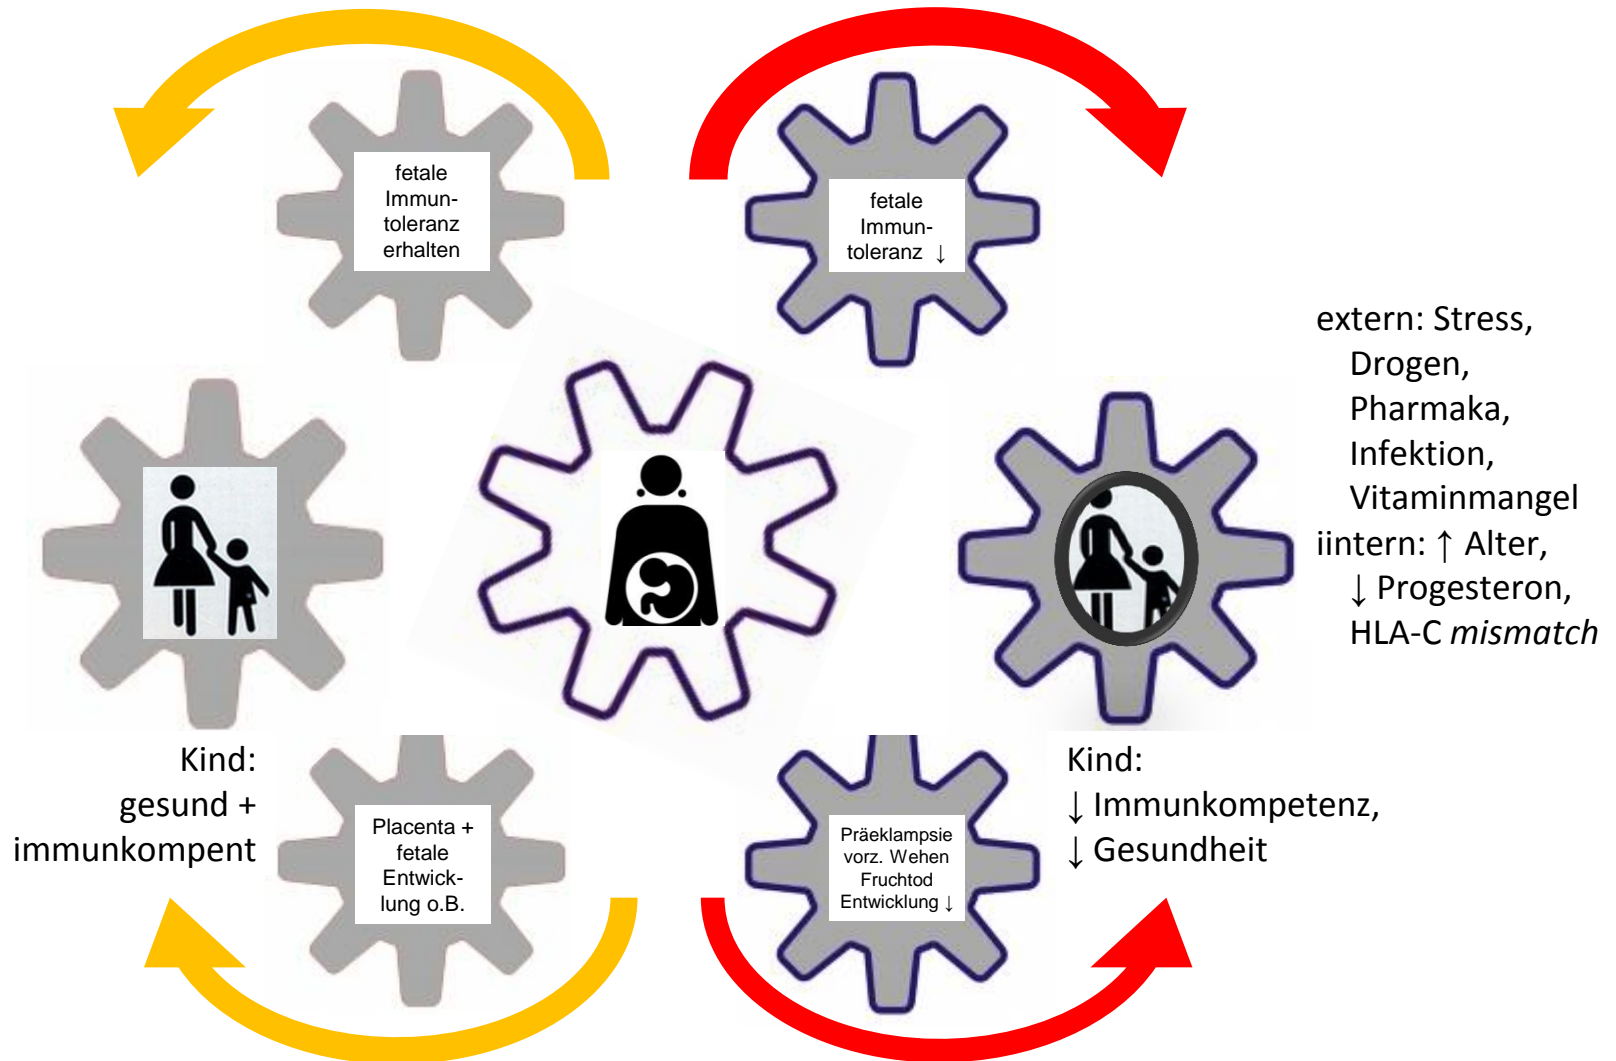 fetale
Immun-
toleranz
erhalten
fetale
Immun-
toleranz ↓
extern: Stress,
Drogen,
Pharmaka,
Infektion,
Vitaminmangel
iintern: ↑ Alter,
↓ Progesteron,
HLA-C mismatch
Kind:
gesund +
immunkompent
Placenta +
fetale
Entwick-
lung o.B.
Präeklampsie
vorz. Wehen
Fruchtod
Entwicklung ↓
Kind:
↓ Immunkompetenz,
↓ Gesundheit